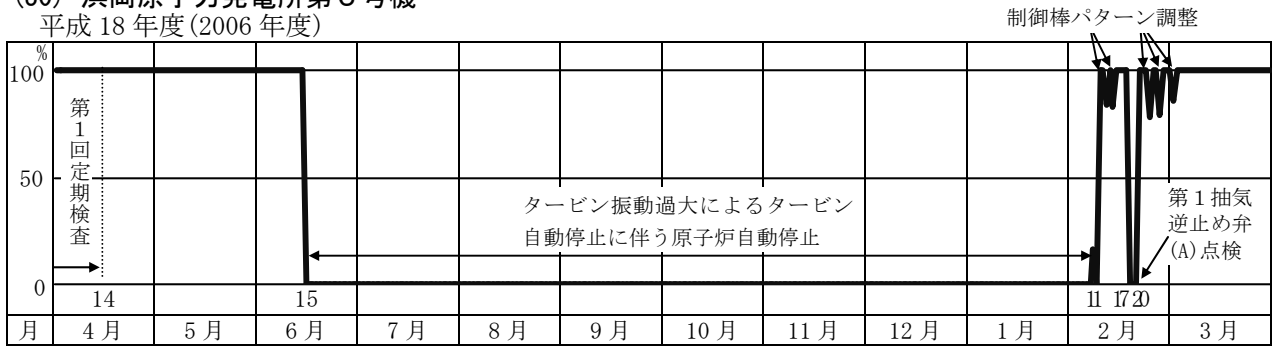 平成 18 年度(2006 年度)
制御棒パターン調整
%
100
50
0
第1回定期検査
タービン振動過大によるタービン
自動停止に伴う原子炉自動停止
第1抽気
逆止め弁
(A)点検
14
15
11
17
20
月
4月
5月
6月
7月
8月
9月
10月
11月
12月
1月
2月
3月